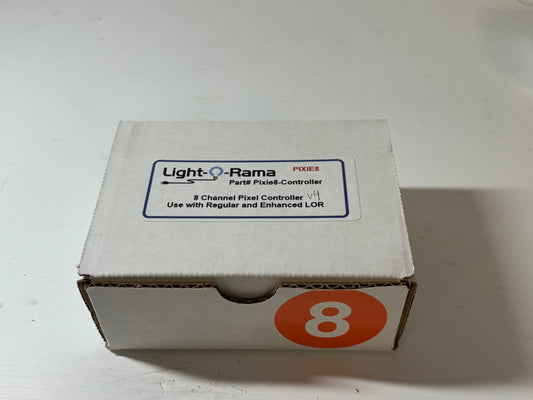 Light-O-Rama PIXIE8
Part# Pixie8-Controller
8 Channel Pixel Controller v4
Use with Regular and Enhanced LOR
8